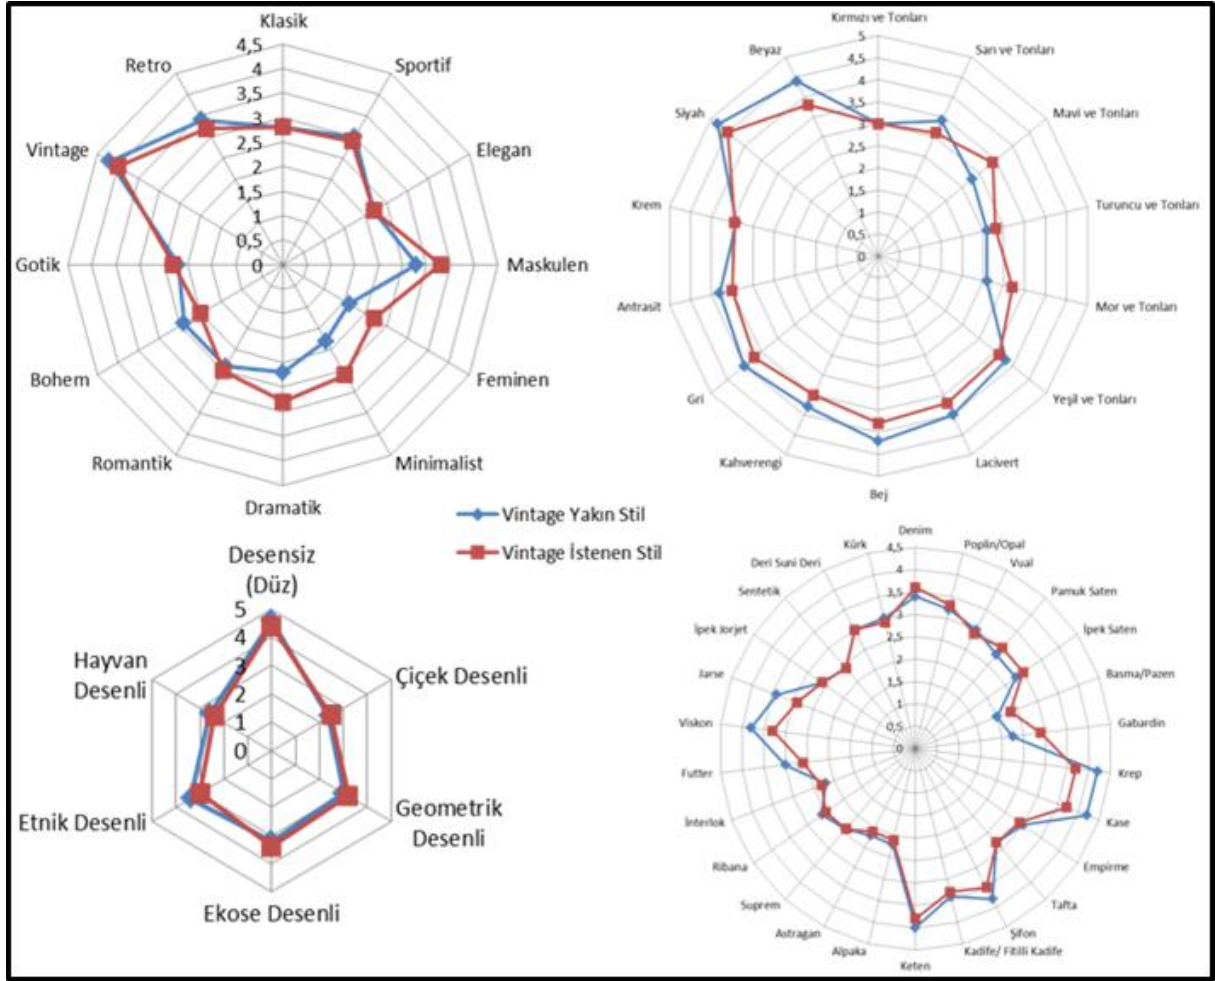 Klasik
Sportif
Elegan
Maskulen
Feminen
Minimalist
Dramatik
Romantik
Bohem
Gotik
Vintage
Retro
4,5
4
3,5
3
2,5
2
1,5
1
0,5
0
Kırmızı ve Tonları
Sarı ve Tonları
Mavi ve Tonları
Turuncu ve Tonları
Mor ve Tonları
Yeşil ve Tonları
Lacivert
Bej
Kahverengi
Gri
Antrasit
Krem
Siyah
Beyaz
5
4,5
4
3,5
3
2,5
2
1,5
1
0,5
0
Vintage Yakın Stil
Vintage İstenen Stil
Desensiz
(Düz)
Çiçek Desenli
Geometrik
Desenli
Ekose Desenli
Etnik Desenli
Hayvan
Desenli
5
4
3
2
1
0
Denim
Poplin/Opal
Vual
Pamuk Saten
İpek Saten
Basma/Pazen
Gabardin
Krep
Kase
Empirme
Tafta
Şifon
Kadife/ Fitilli Kadife
Keten
Alpaka
Astragan
Suprem
Ribana
İnterlok
Futter
Viskon
Jarse
İpek Jorjet
Sentetik
Deri Suni Deri
Kürk
4,5
4
3,5
3
2,5
2
1,5
1
0,5
0